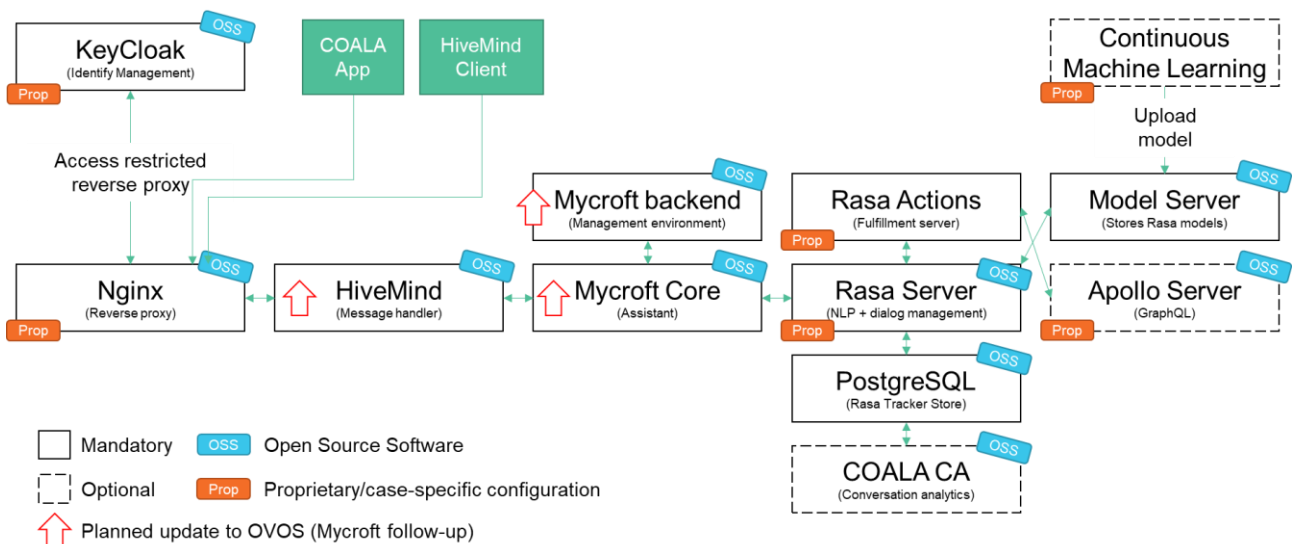 OSS
KeyCloak
(Identify Management)
Prop
COALA
App
HiveMind
Client
Continuous
Machine Learning
Prop
Access restricted
reverse proxy
Upload
model
OSS
Mycroft backend
(Management environment)
Rasa Actions
(Fulfillment server)
Prop
OSS
Model Server
(Stores Rasa models)
OSS
Nginx
(Reverse proxy)
Prop
OSS
HiveMind
(Message handler)
OSS
Mycroft Core
(Assistant)
OSS
Rasa Server
(NLP + dialog management)
Prop
OSS
Apollo Server
(GraphQL)
Prop
OSS
PostgreSQL
(Rasa Tracker Store)
OSS
COALA CA
(Conversation analytics)
Mandatory
OSS Open Source Software
Optional
Prop Proprietary/case-specific configuration
Planned update to OVOS (Mycroft follow-up)